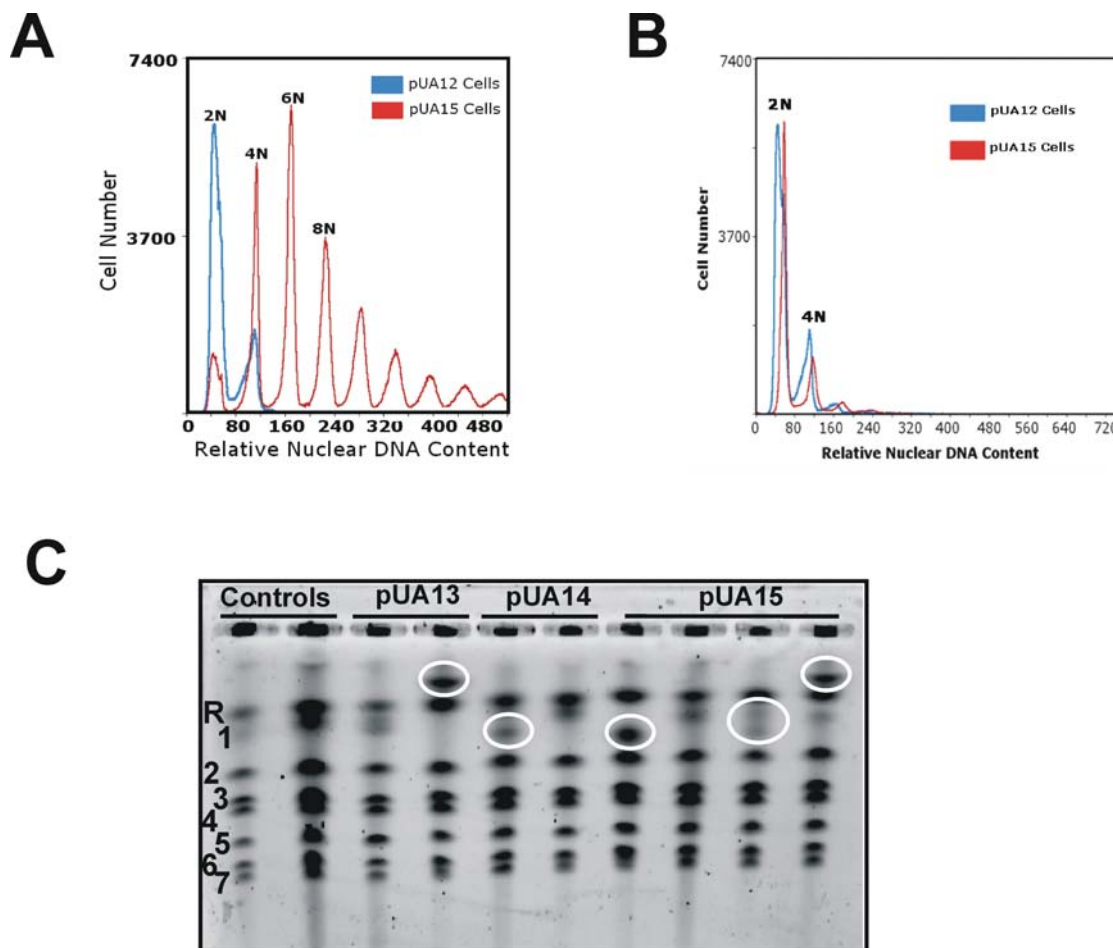 A
7400
3700
Cell Number
2N
4N
6N
8N
pUA12 Cells
pUA15 Cells
0 80 160 240 320 400 480
Relative Nuclear DNA Content
B
7400
3700
Cell Number
2N
4N
pUA12 Cells
pUA15 Cells
0 80 160 240 320 400 480 560 640 720
Relative Nuclear DNA Content
C
Controls pUA13 pUA14 pUA15
R
1
2
3
4
5
6
7